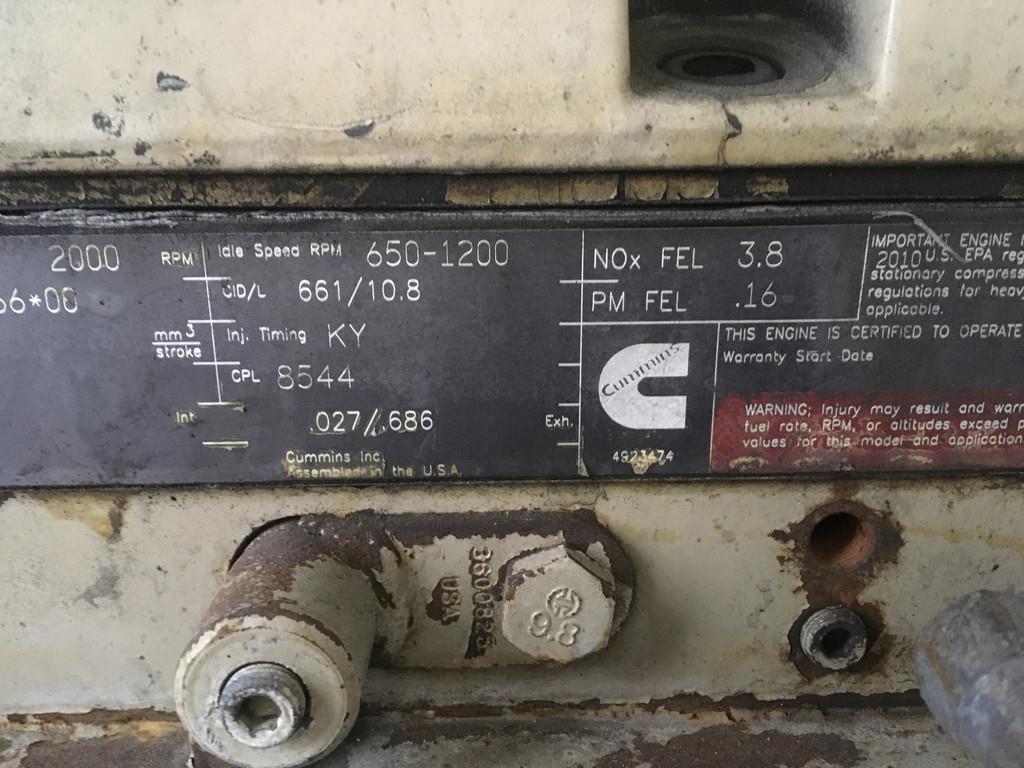 2000 RPM
66*00
mm3
stroke
Int.
Idle Speed RPM 650-1200
CID/L 661/10.8
Inj. Timing KY
CPL 8544
.027/.686 Exh.
Cummins Inc.
Assembled in the U.S.A.
NOx FEL 3.8
PM FEL .16
Cummins
4923474
IMPORTANT ENGINE
2010 U.S. EPA reg
stationary compress
regulations for heav
applicable.
THIS ENGINE IS CERTIFIED TO OPERATE
Warranty Start Date
WARNING; Injury may result and warr
fuel rate, RPM, or altitudes exceed p
values for this model and application
USA
9.8